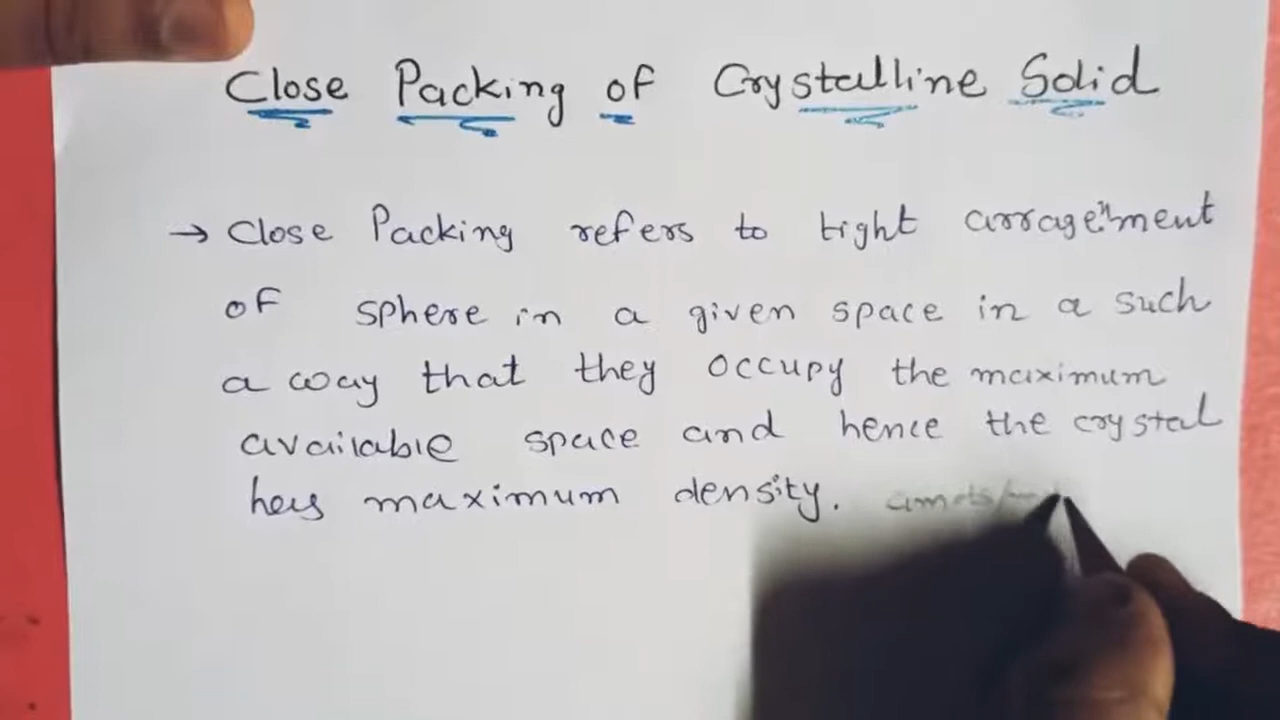 Close Packing of Crystalline Solid
→ Close Packing refers to tight arragenment
of sphere in a given space in a such
a way that they occupy the maximum
available space and hence the crystal
has maximum density.